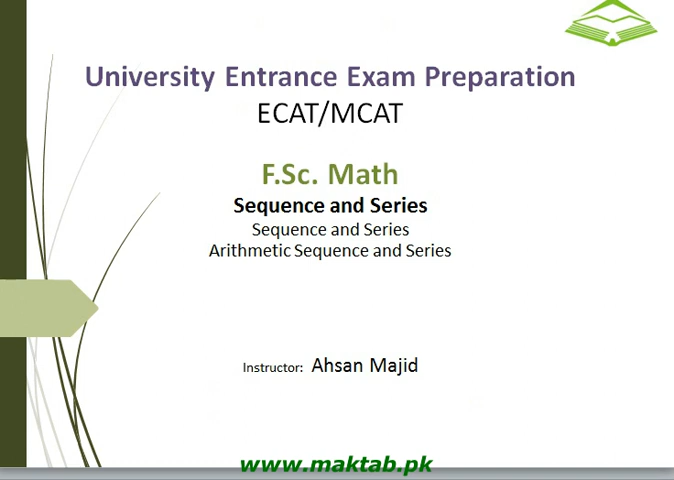 University Entrance Exam Preparation
ECAT/MCAT
F.Sc. Math
Sequence and Series
Sequence and Series
Arithmetic Sequence and Series
Instructor: Ahsan Majid
www.maktab.pk